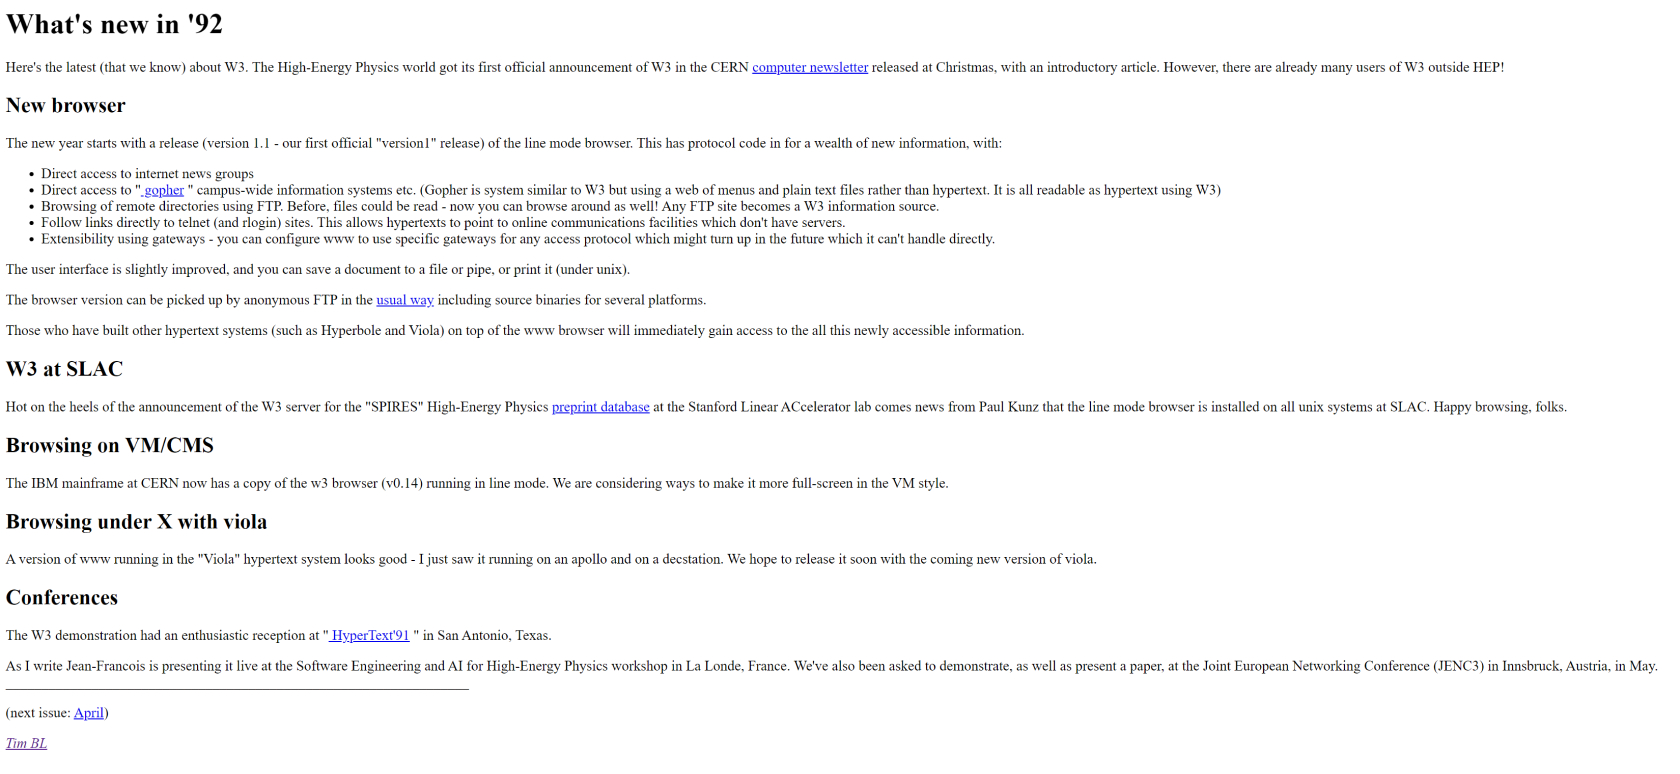 What's new in '92
Here's the latest (that we know) about W3. The High-Energy Physics world got its first official announcement of W3 in the CERN computer newsletter released at Christmas, with an introductory article. However, there are already many users of W3 outside HEP!
New browser
The new year starts with a release (version 1.1 - our first official "version1" release) of the line mode browser. This has protocol code in for a wealth of new information, with:
• Direct access to internet news groups
• Direct access to " gopher " campus-wide information systems etc. (Gopher is system similar to W3 but using a web of menus and plain text files rather than hypertext. It is all readable as hypertext using W3)
• Browsing of remote directories using FTP. Before, files could be read - now you can browse around as well! Any FTP site becomes a W3 information source.
• Follow links directly to telnet (and rlogin) sites. This allows hypertexts to point to online communications facilities which don't have servers.
• Extensibility using gateways - you can configure www to use specific gateways for any access protocol which might turn up in the future which it can't handle directly.
The user interface is slightly improved, and you can save a document to a file or pipe, or print it (under unix).
The browser version can be picked up by anonymous FTP in the usual way including source binaries for several platforms.
Those who have built other hypertext systems (such as Hyperbole and Viola) on top of the www browser will immediately gain access to the all this newly accessible information.
W3 at SLAC
Hot on the heels of the announcement of the W3 server for the "SPIRES" High-Energy Physics preprint database at the Stanford Linear ACcelerator lab comes news from Paul Kunz that the line mode browser is installed on all unix systems at SLAC. Happy browsing, folks.
Browsing on VM/CMS
The IBM mainframe at CERN now has a copy of the w3 browser (v0.14) running in line mode. We are considering ways to make it more full-screen in the VM style.
Browsing under X with viola
A version of www running in the "Viola" hypertext system looks good - I just saw it running on an apollo and on a decstation. We hope to release it soon with the coming new version of viola.
Conferences
The W3 demonstration had an enthusiastic reception at " HyperText'91 " in San Antonio, Texas.
As I write Jean-Francois is presenting it live at the Software Engineering and AI for High-Energy Physics workshop in La Londe, France. We've also been asked to demonstrate, as well as present a paper, at the Joint European Networking Conference (JENC3) in Innsbruck, Austria, in May.
(next issue: April)
Tim BL